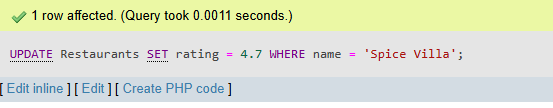 1 row affected. (Query took 0.0011 seconds.)
UPDATE Restaurants SET rating = 4.7 WHERE name = 'Spice Villa';
[ Edit inline ] [ Edit ] [ Create PHP code ]